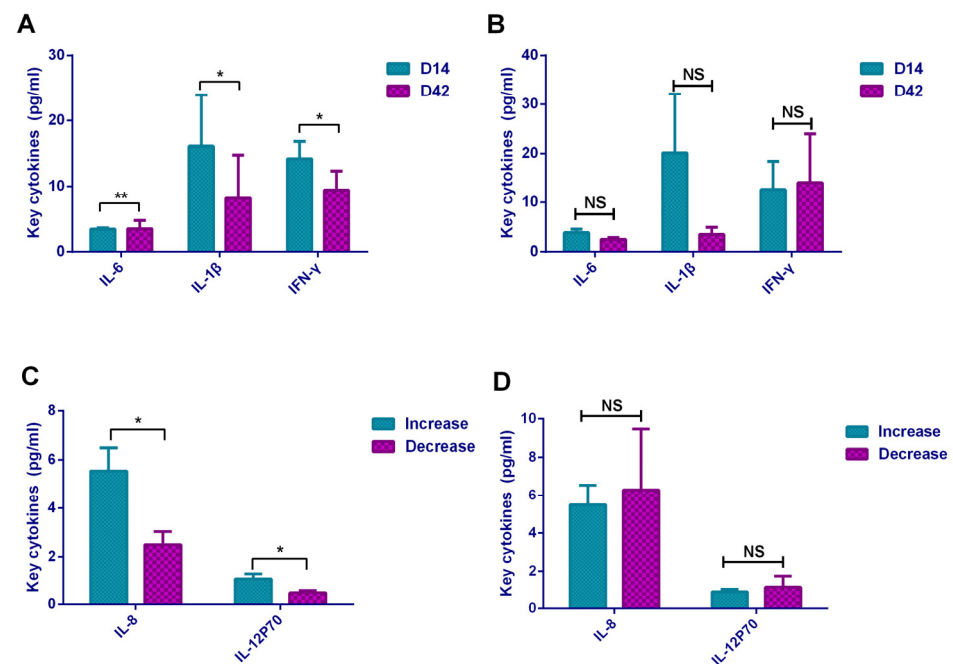 A
Key cytokines (pg/ml)
30
20
10
0
**
*
*
IL-6
IL-1β
IFN-γ
D14
D42
B
Key cytokines (pg/ml)
40
30
20
10
0
NS
NS
NS
IL-6
IL-1β
IFN-γ
D14
D42
C
Key cytokines (pg/ml)
8
6
4
2
0
*
*
IL-8
IL-12P70
Increase
Decrease
D
Key cytokines (pg/ml)
10
8
6
4
2
0
NS
NS
IL-8
IL-12P70
Increase
Decrease